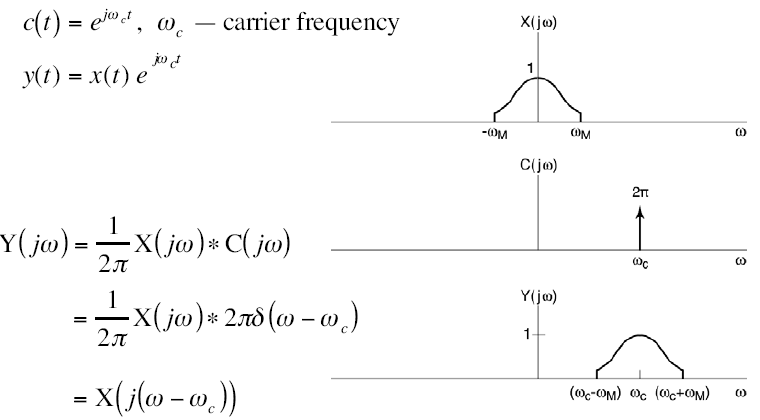 c(t) = e^{jω_c t}, ω_c — carrier frequency
y(t) = x(t) e^{jω_c t}
X(jω)
1
-ω_M ω_M ω
C(jω)
2π
ω_c ω
Y(jω) = 1/2π X(jω) * C(jω)
= 1/2π X(jω) * 2πδ(ω − ω_c)
= X(j(ω − ω_c))
Y(jω)
1
(ω_c-ω_M) ω_c (ω_c+ω_M) ω